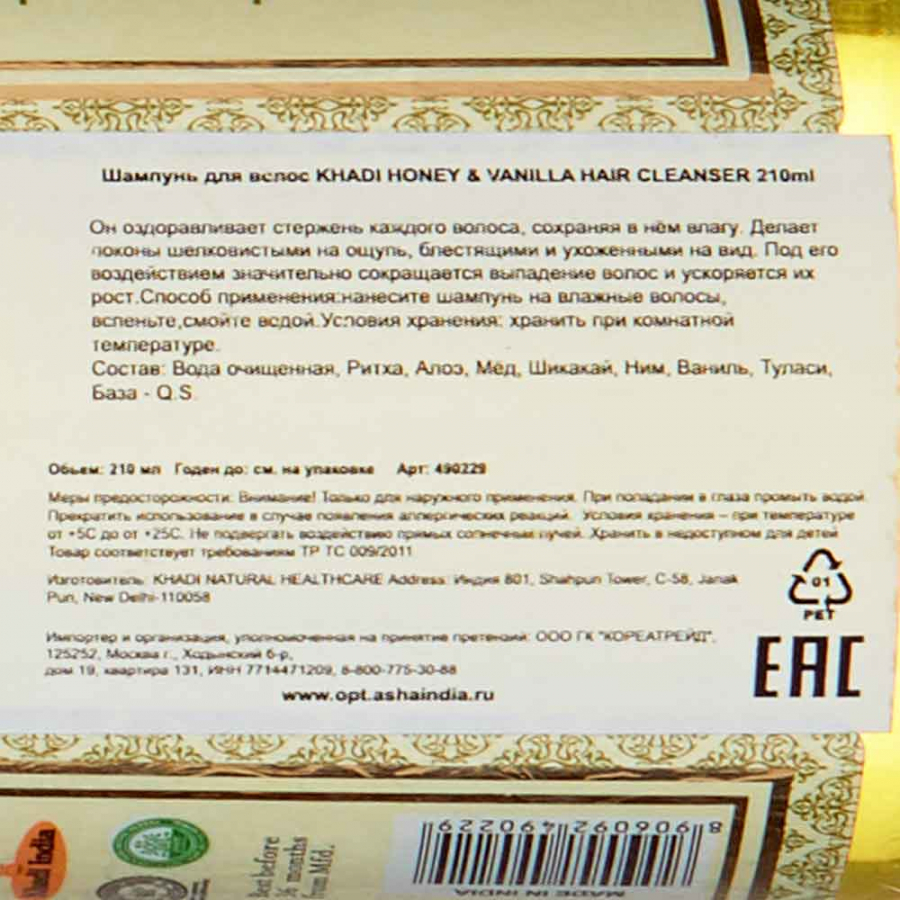 Шампунь для волос KHADI HONEY & VANILLA HAIR CLEANSER 210ml
Он оздоравливает стержень каждого волоса, сохраняя в нём влагу. Делает
локоны шелковистыми на ощупь, блестящими и ухоженными на вид. Под его
воздействием значительно сокращается выпадение волос и ускоряется их
рост.Способ применения:нанесите шампунь на влажные волосы,
вспеньте,смойте водой.Условия хранения: хранить при комнатной
температуре.
Состав: Вода очищенная, Ритха, Алоэ, Мёд, Шикакай, Ним, Ваниль, Туласи,
База - Q.S.
Объем: 210 мл Годен до: см. на упаковке Арт: 490229
Меры предосторожности: Внимание! Только для наружного применения. При попадании в глаза промыть водой.
Прекратить использование в случае появления аллергических реакций. Условия хранения – при температуре
от +5С до от +25С. Не подвергать воздействию прямых солнечных лучей. Хранить в недоступном для детей
Товар соответствует требованиям ТР ТС 009/2011
Изготовитель: KHADI NATURAL HEALTHCARE Address: Индия 801, Shahpuri Tower, C-58, Janak
Puri, New Delhi-110058
Импортер и организация, уполномоченная на принятие претензий: ООО ГК "КОРЕАТРЕЙД",
125252, Москва г., Ходынский б-р,
дом 19, квартира 131, ИНН 7714471209, 8-800-775-30-88
www.opt.ashaindia.ru
01
PET
EAC
Khadi India
Best before
36 months
from Mfd.
8 906092 490229
MADE IN INDIA